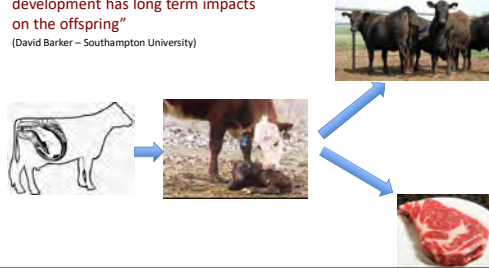 development has long term impacts
on the offspring”
(David Barker – Southampton University)